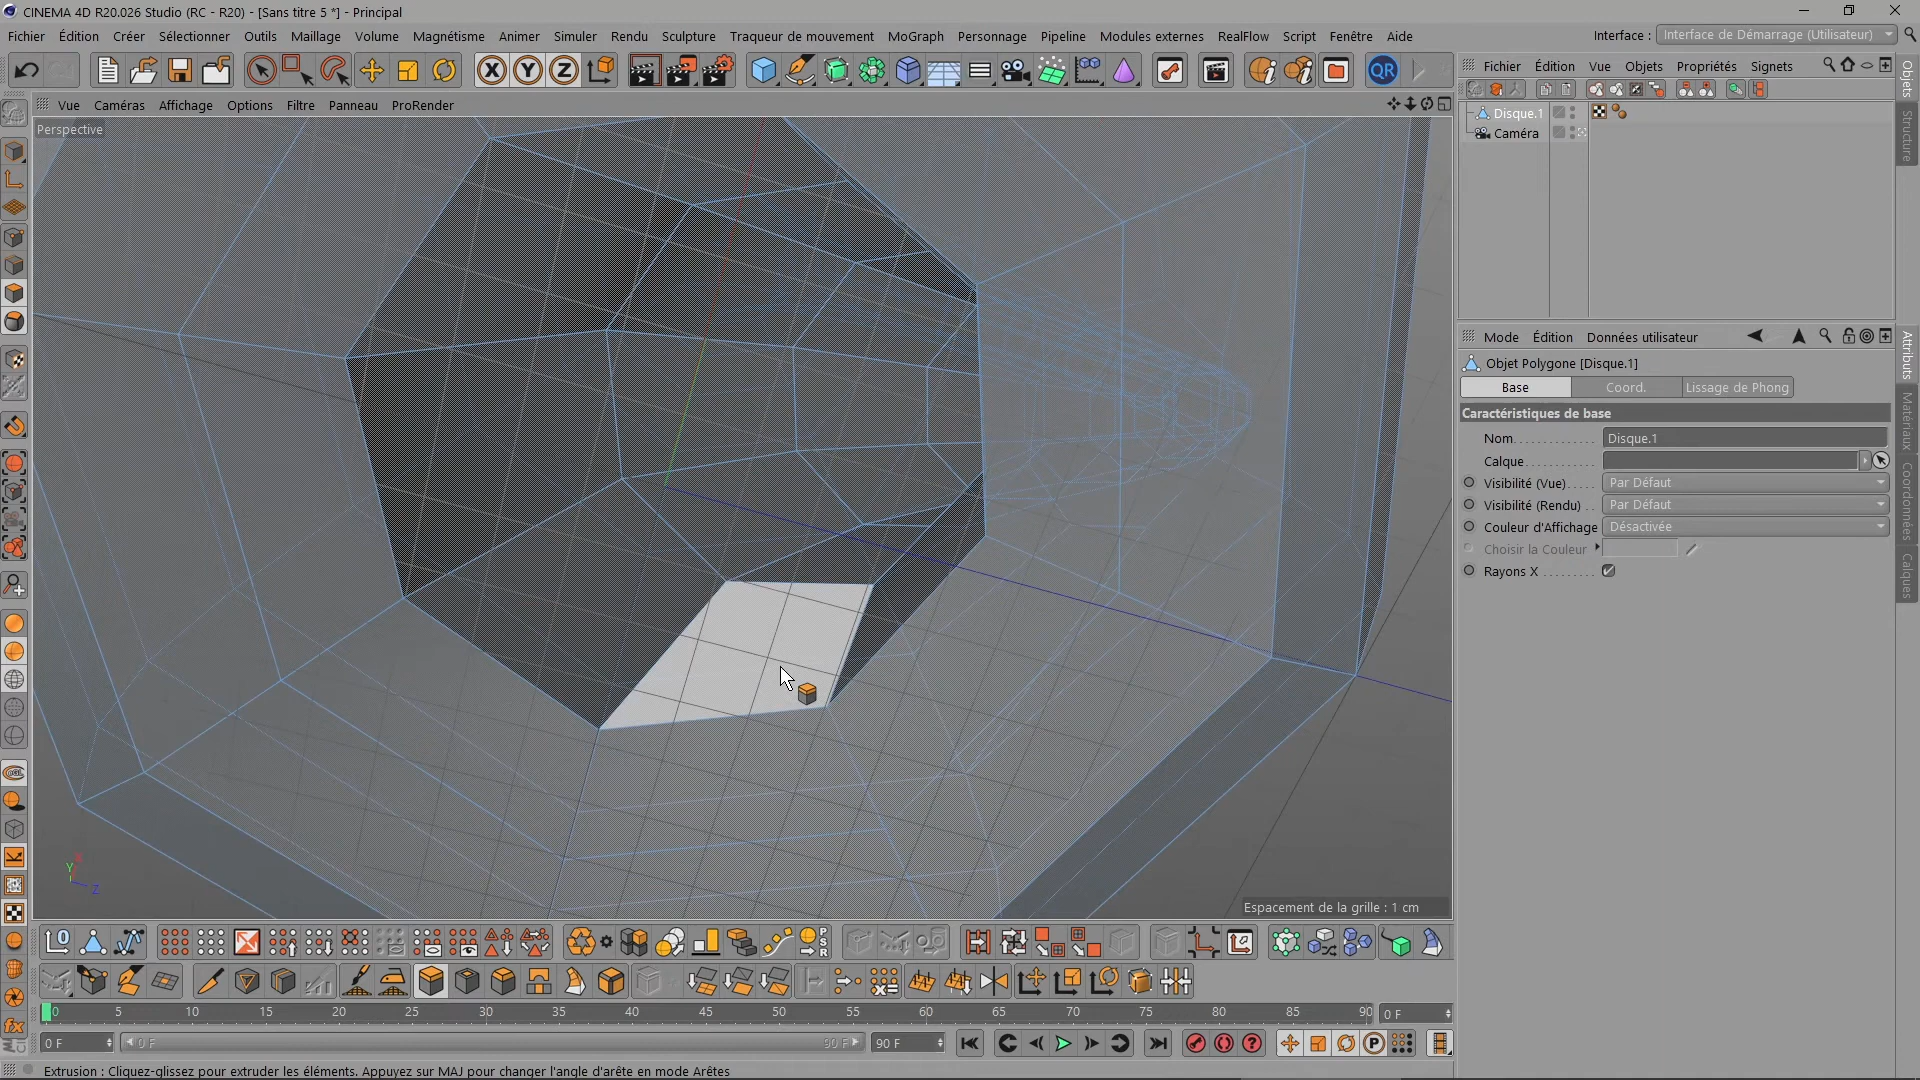 CINEMA 4D R20.026 Studio (RC - R20) - [Sans titre 5 *] - Principal
Fichier Édition Créer Sélectionner Outils Maillage Volume Magnétisme Animer Simuler Rendu Sculpture Traqueur de mouvement MoGraph Personnage Pipeline Modules externes RealFlow Script Fenêtre Aide
Interface : Interface de Démarrage (Utilisateur)
X Y Z
QR
Fichier Édition Vue Objets Propriétés Signets
Vue Caméras Affichage Options Filtre Panneau ProRender
Perspective
Disque.1
Caméra
Objets
Structure
Mode Édition Données utilisateur
Objet Polygone [Disque.1]
Base Coord. Lissage de Phong
Caractéristiques de base
Nom Disque.1
Calque
Visibilité (Vue) Par Défaut
Visibilité (Rendu) Par Défaut
Couleur d'Affichage Désactivée
Choisir la Couleur
Rayons X
Attributs
Matériaux
Coordonnées
Calques
Y
Z
Espacement de la grille : 1 cm
0 5 10 15 20 25 30 35 40 45 50 55 60 65 70 75 80 85 90 0 F
0 F 0 F 90 F 90 F
P
Extrusion : Cliquez-glissez pour extruder les éléments. Appuyez sur MAJ pour changer l'angle d'arête en mode Arêtes